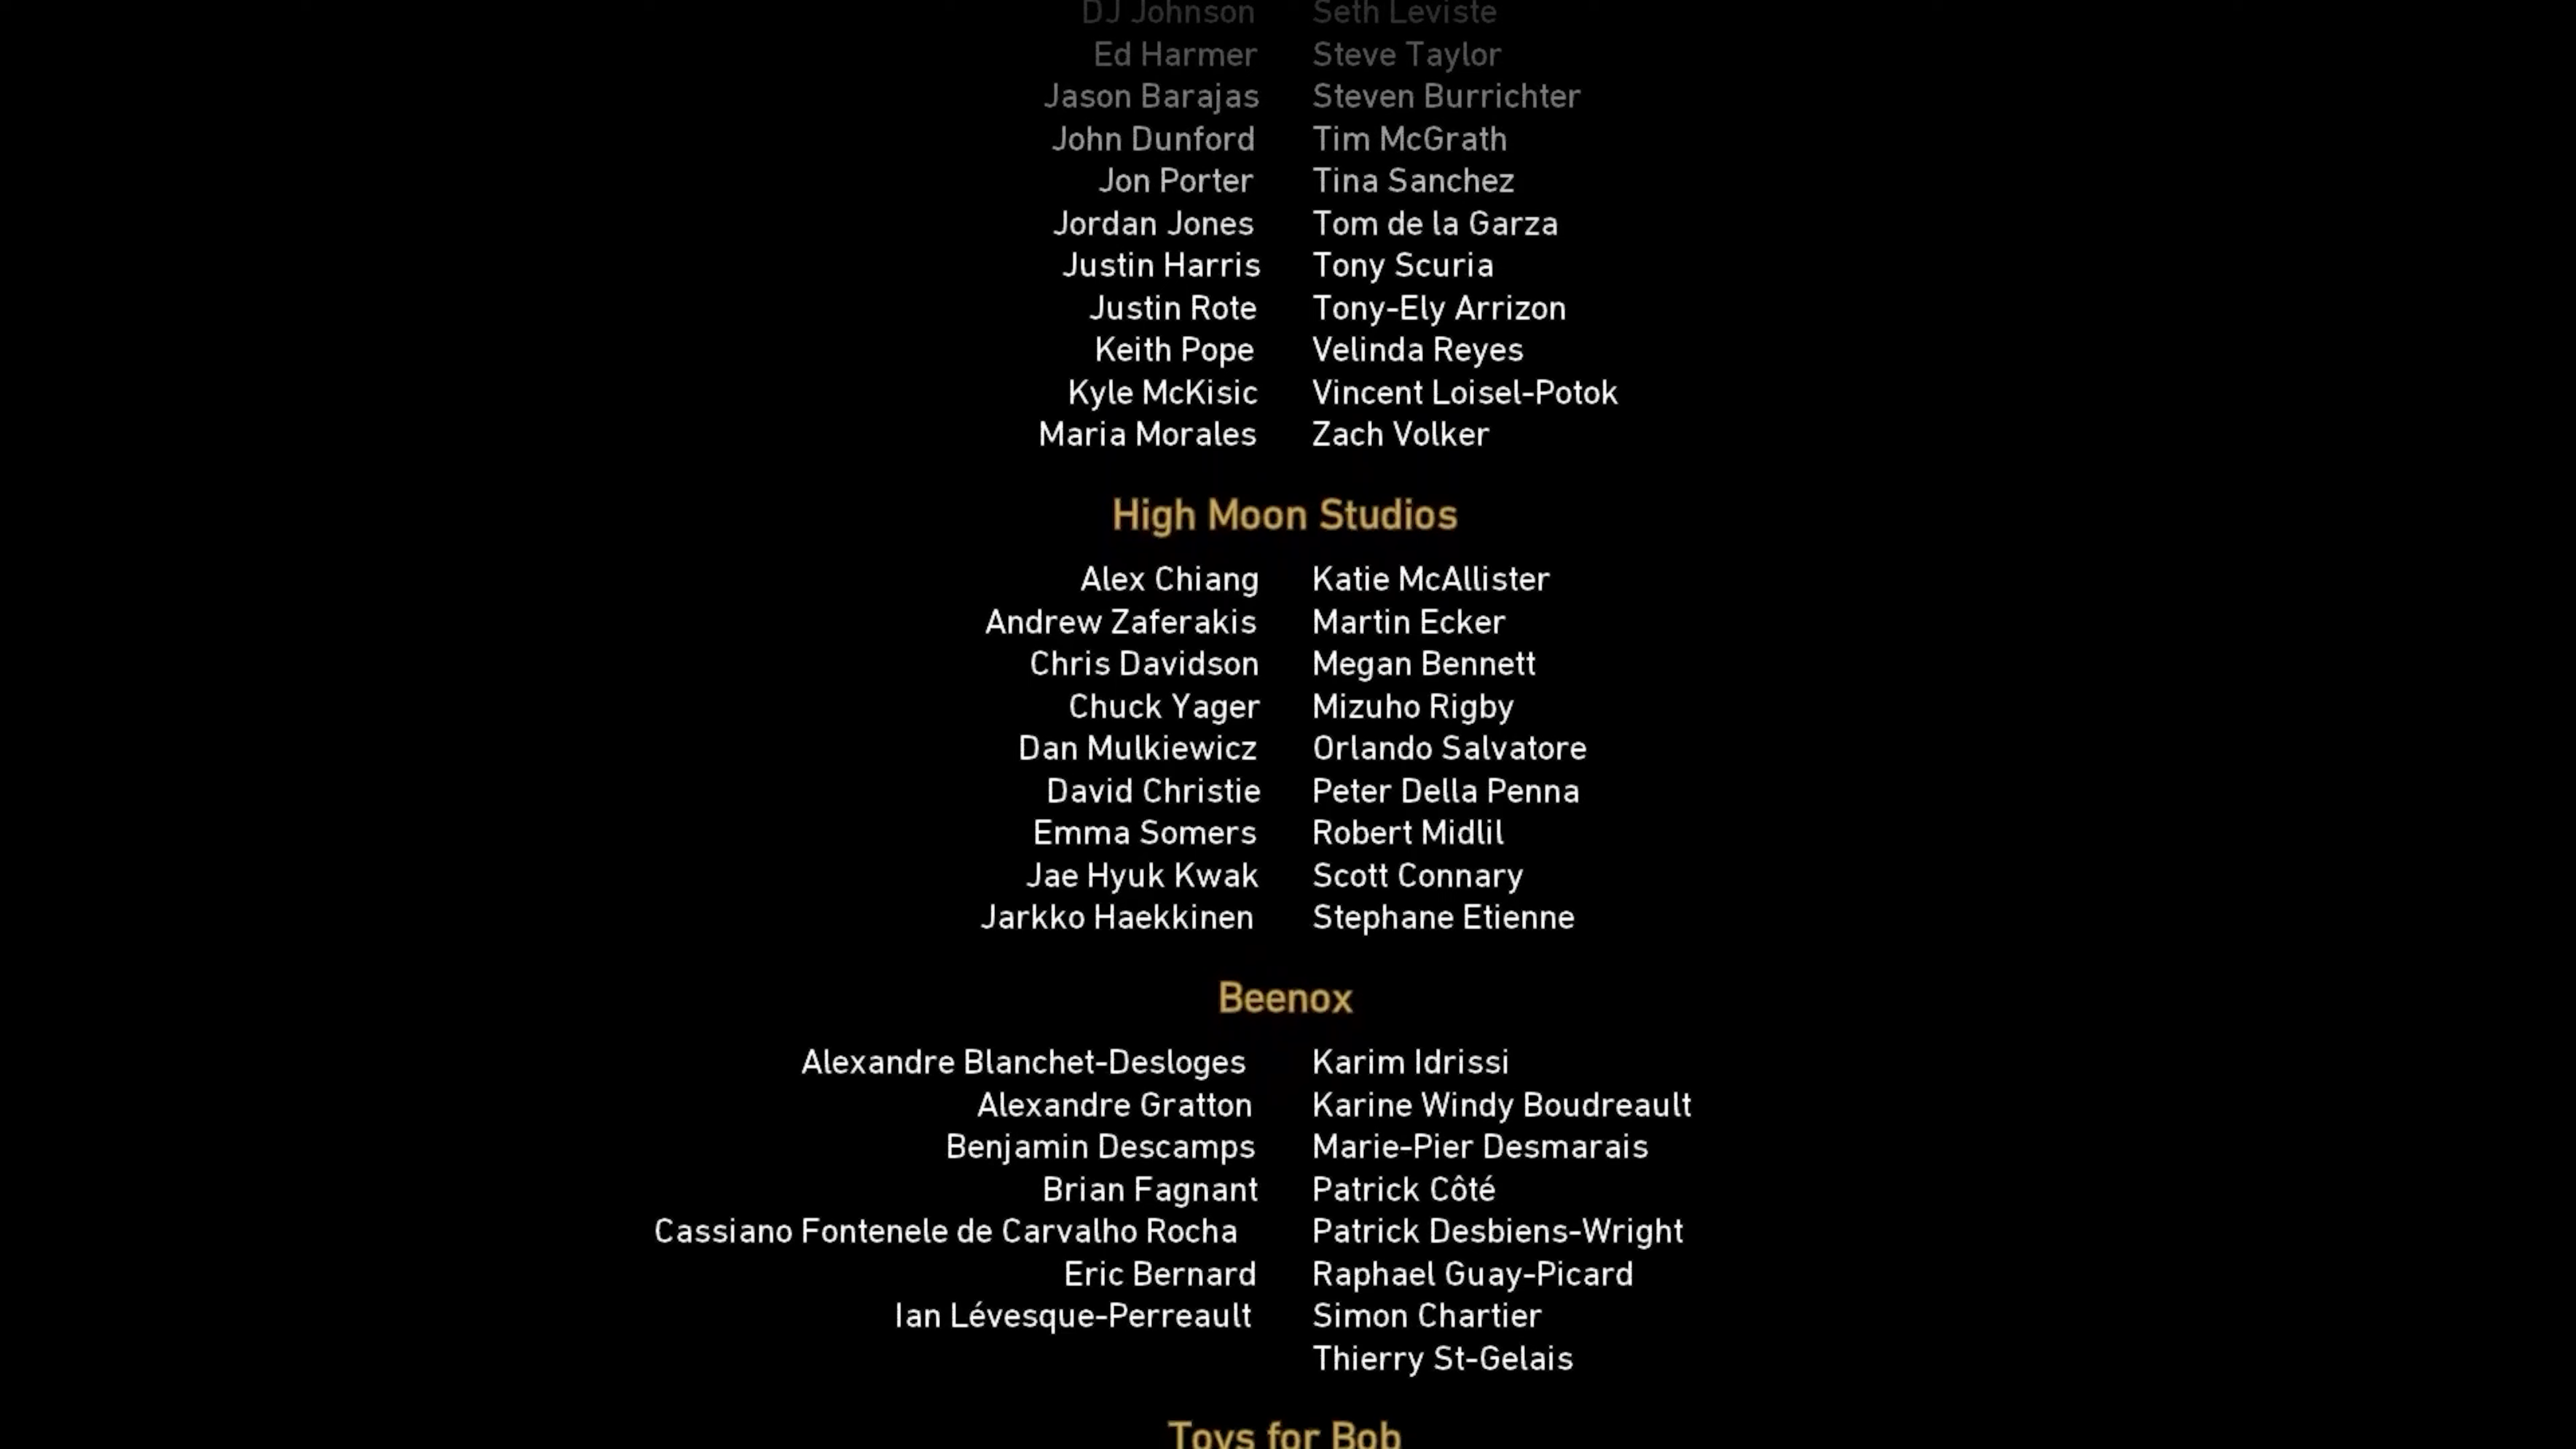 DJ Johnson Seth Leviste
Ed Harmer Steve Taylor
Jason Barajas Steven Burrichter
John Dunford Tim McGrath
Jon Porter Tina Sanchez
Jordan Jones Tom de la Garza
Justin Harris Tony Scuria
Justin Rote Tony-Ely Arrizon
Keith Pope Velinda Reyes
Kyle McKisic Vincent Loisel-Potok
Maria Morales Zach Volker
High Moon Studios
Alex Chiang Katie McAllister
Andrew Zaferakis Martin Ecker
Chris Davidson Megan Bennett
Chuck Yager Mizuho Rigby
Dan Mulkiewicz Orlando Salvatore
David Christie Peter Della Penna
Emma Somers Robert Midlil
Jae Hyuk Kwak Scott Connary
Jarkko Haekkinen Stephane Etienne
Beenox
Alexandre Blanchet-Desloges Karim Idrissi
Alexandre Gratton Karine Windy Boudreault
Benjamin Descamps Marie-Pier Desmarais
Brian Fagnant Patrick Côté
Cassiano Fontenele de Carvalho Rocha Patrick Desbiens-Wright
Eric Bernard Raphael Guay-Picard
Ian Lévesque-Perreault Simon Chartier
Thierry St-Gelais
Toys for Bob